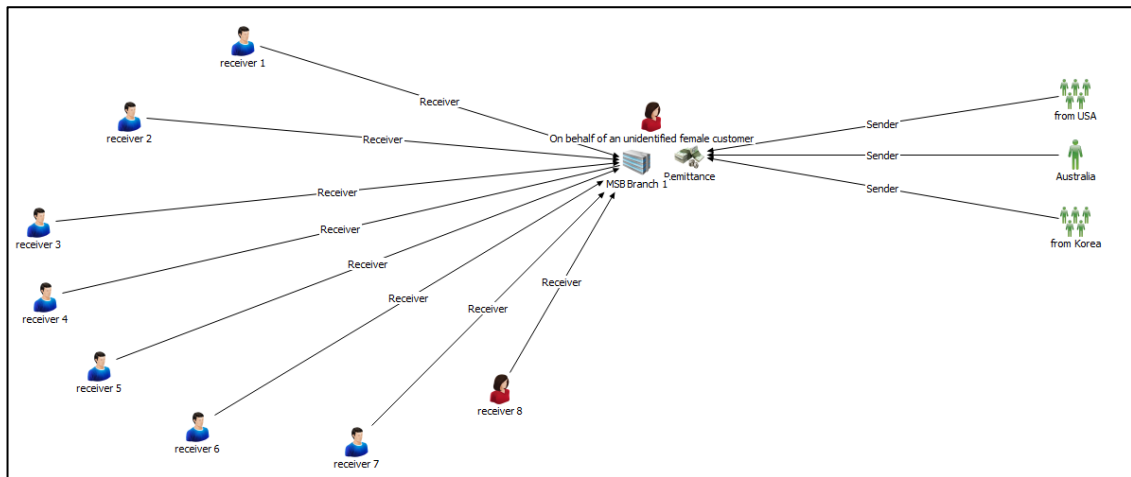 receiver 1
Receiver
receiver 2
Receiver
On behalf of an unidentified female customer
MSB Branch 1
Remittance
Sender
from USA
Sender
Australia
Sender
from Korea
Receiver
receiver 3
Receiver
receiver 4
Receiver
receiver 5
Receiver
receiver 6
Receiver
receiver 7
Receiver
receiver 8